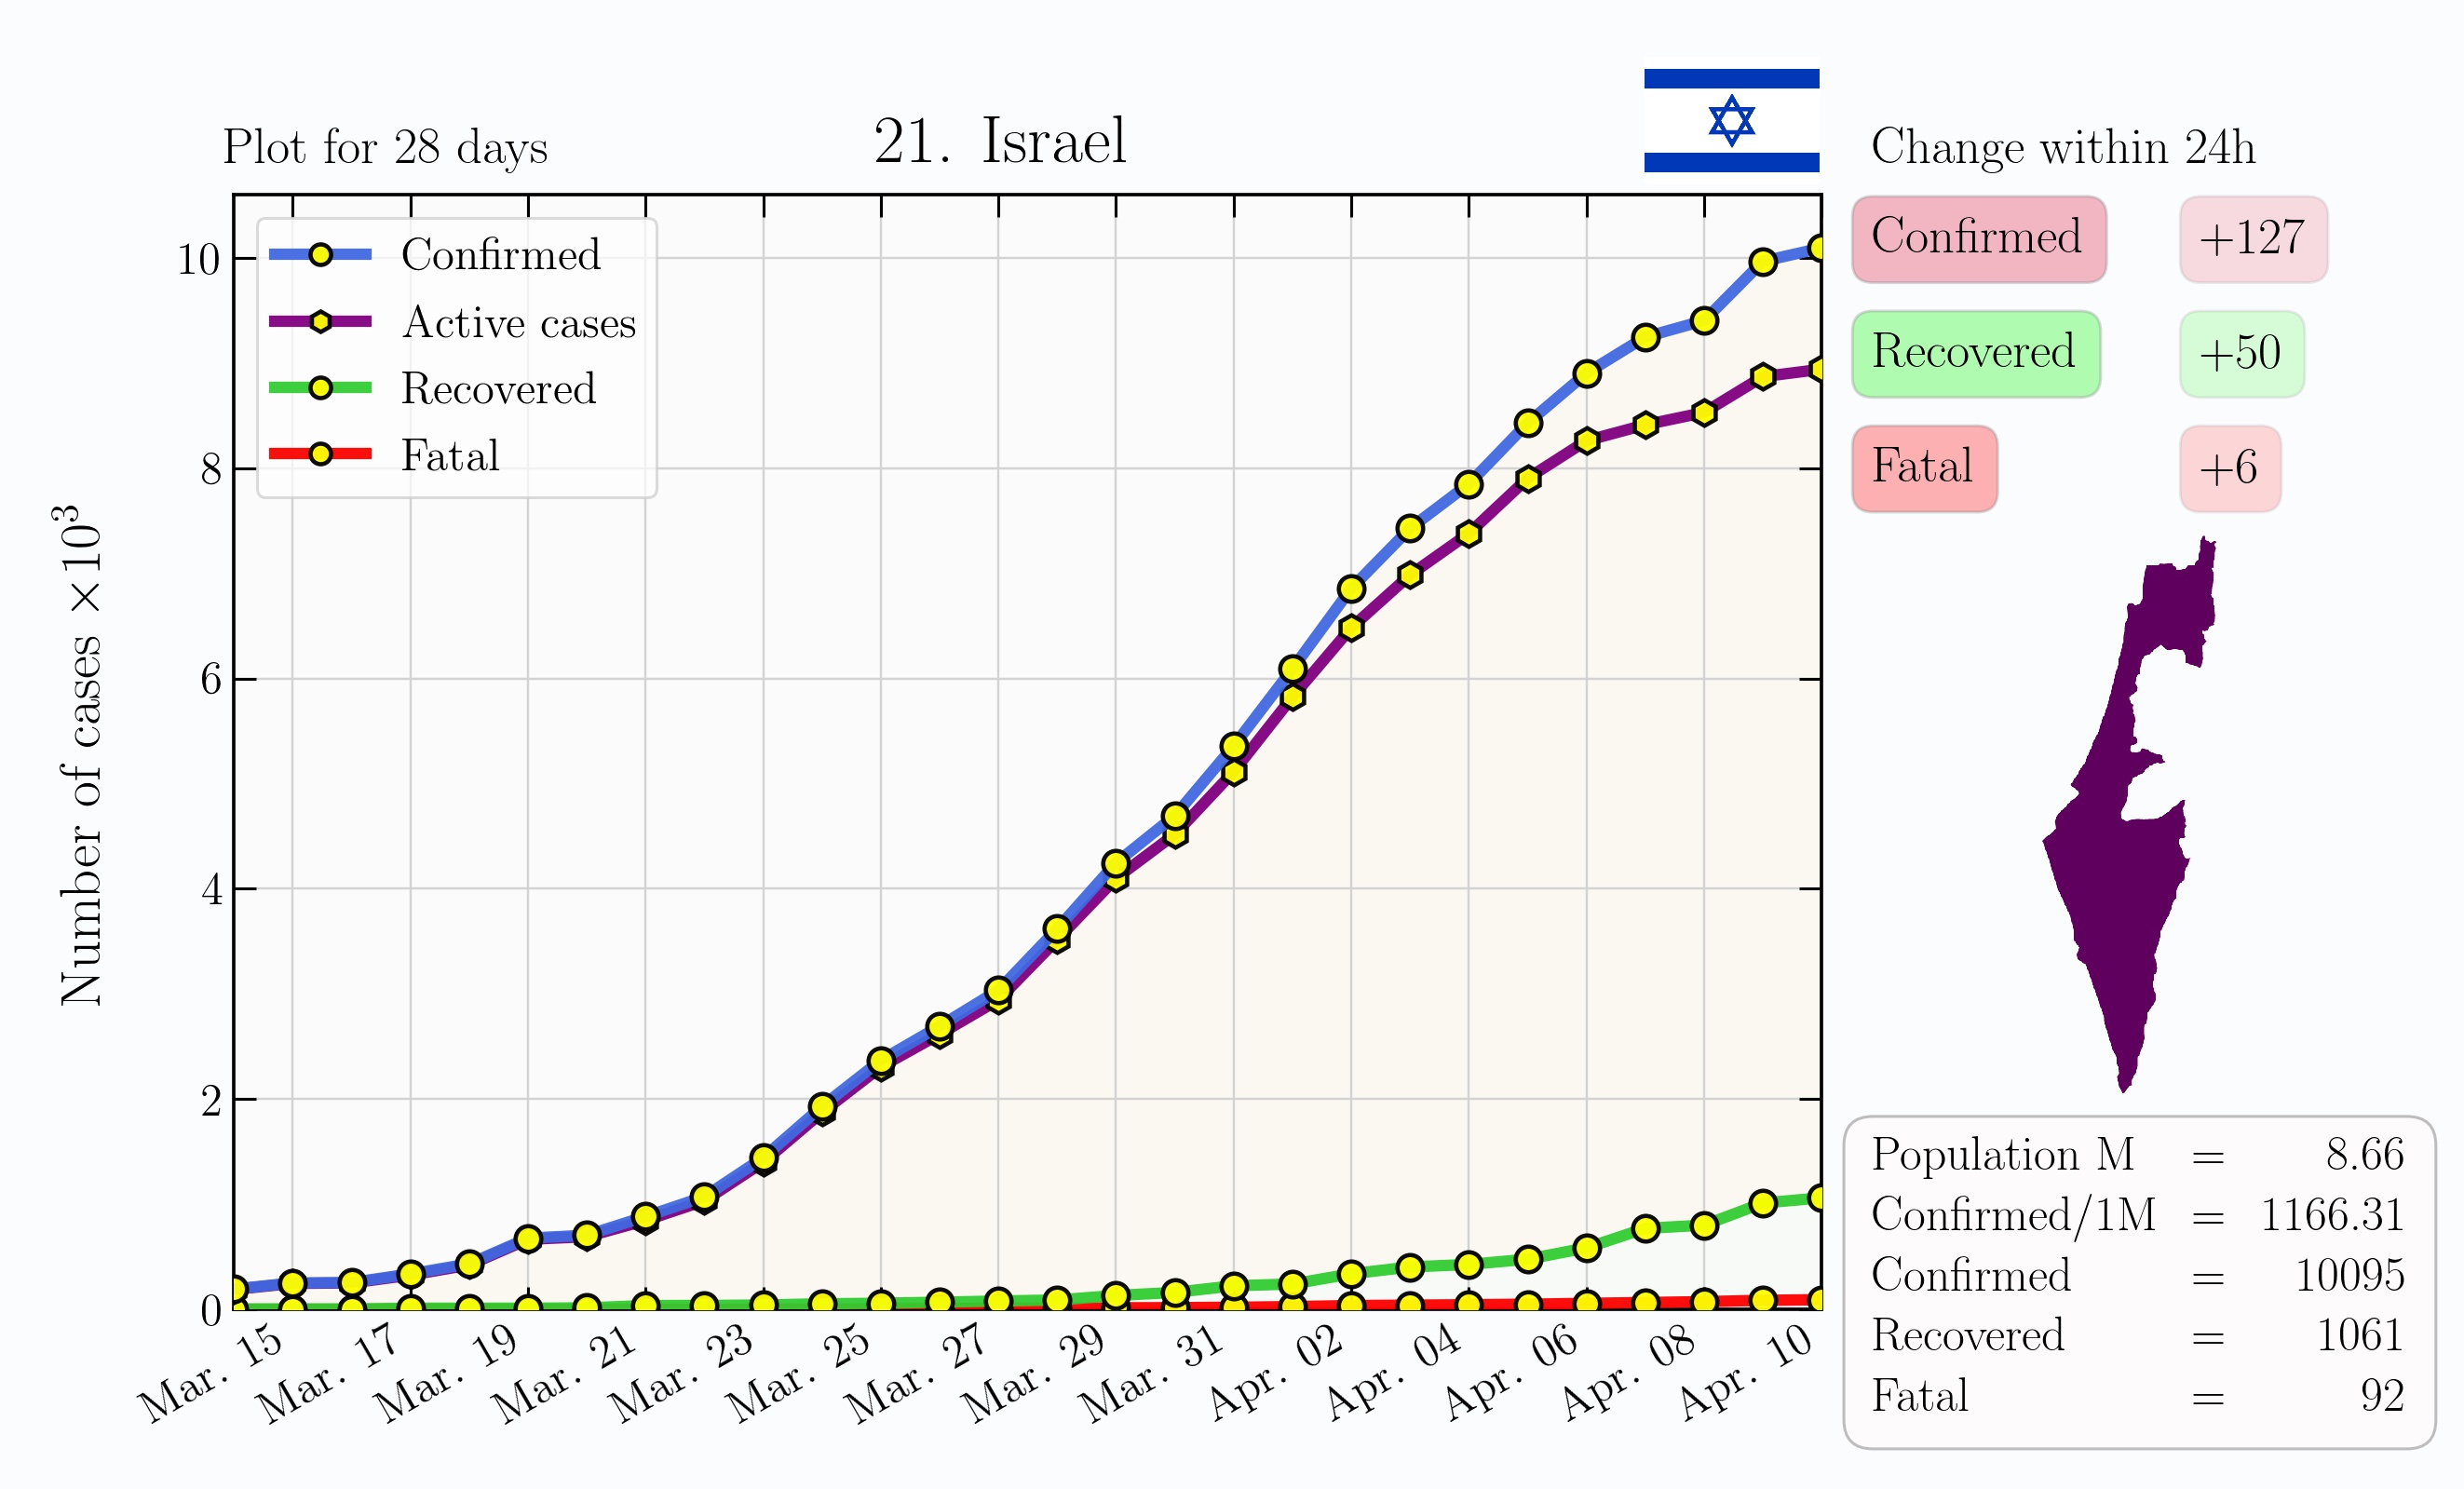 Plot for 28 days
21. Israel
Change within 24h
Confirmed +127
Recovered +50
Fatal +6
Confirmed
Active cases
Recovered
Fatal
Number of cases ×10³
10
8
6
4
2
0
Mar. 15
Mar. 17
Mar. 19
Mar. 21
Mar. 23
Mar. 25
Mar. 27
Mar. 29
Mar. 31
Apr. 02
Apr. 04
Apr. 06
Apr. 08
Apr. 10
Population M = 8.66
Confirmed/1M = 1166.31
Confirmed = 10095
Recovered = 1061
Fatal = 92